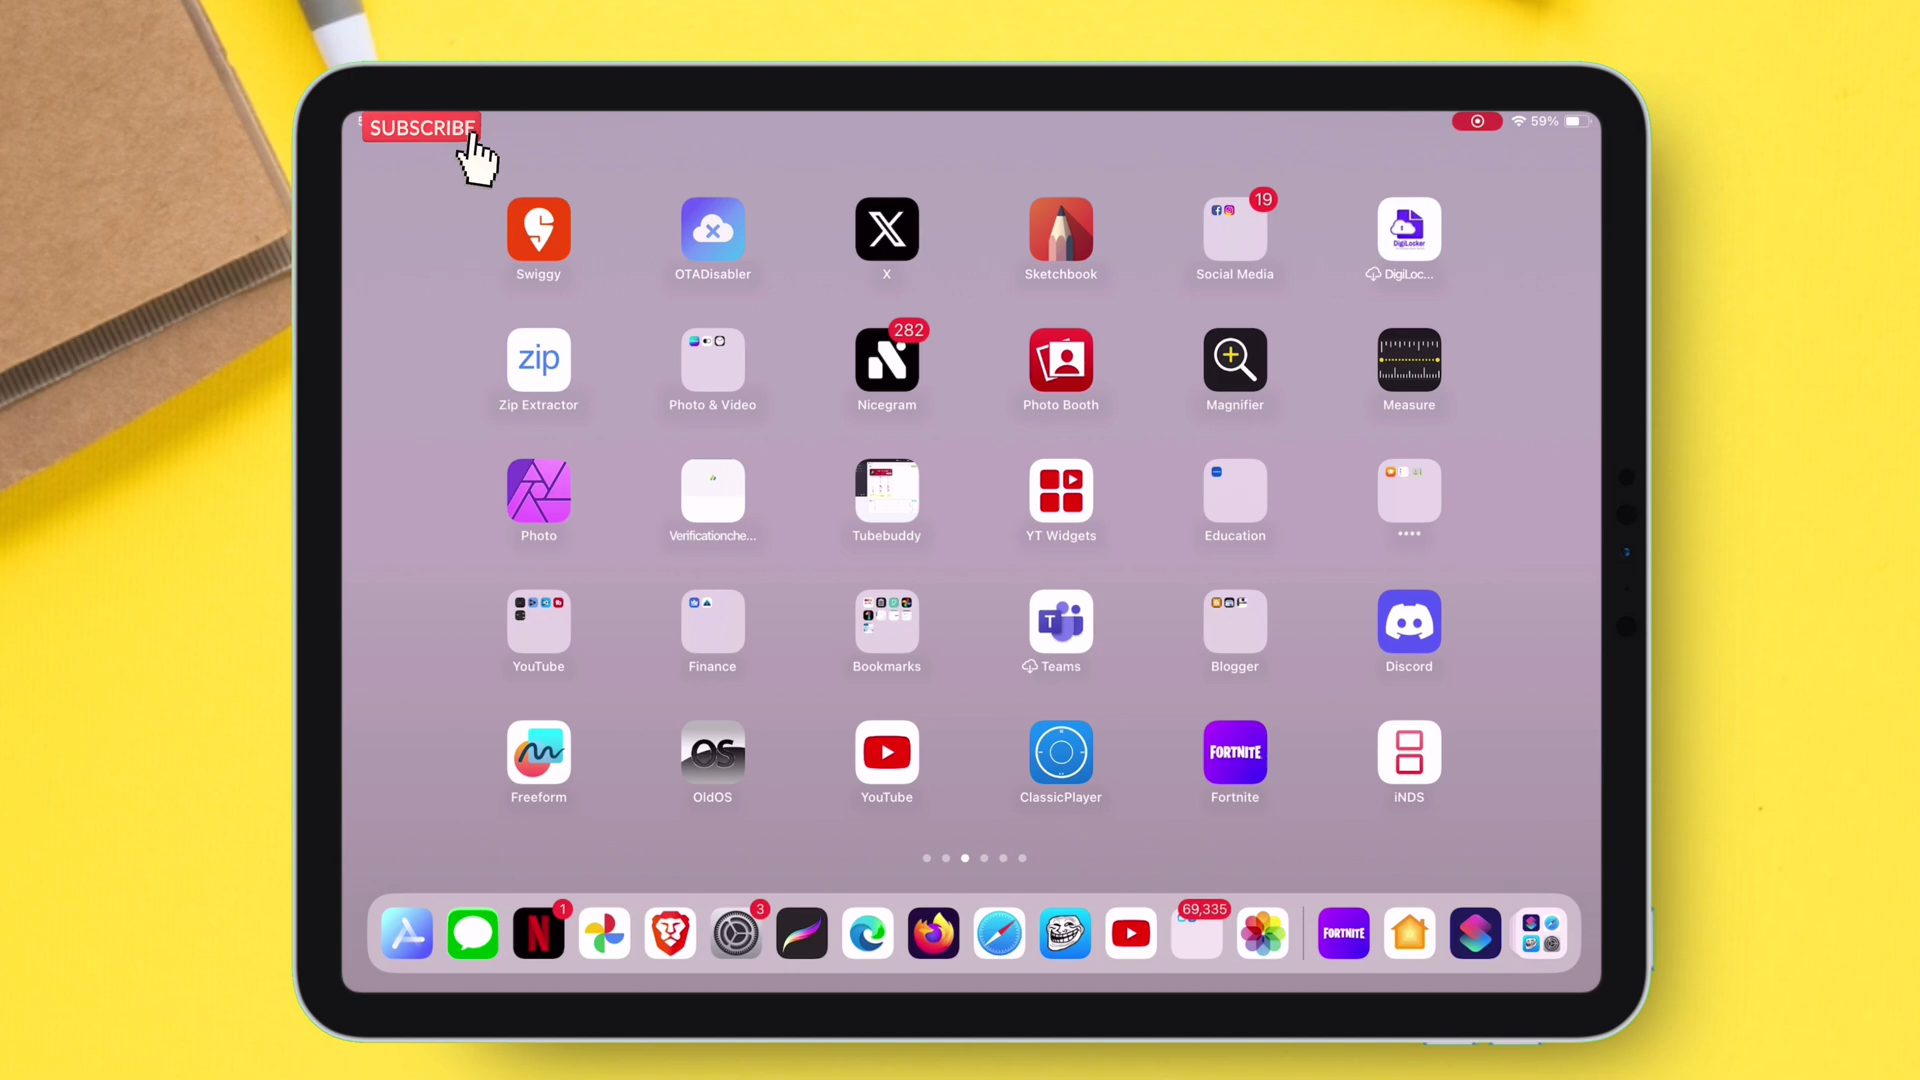 SUBSCRIBE
59%
19
DigiLocker
Swiggy
OTADisabler
X
Sketchbook
Social Media
DigiLoc...
282
zip
Zip Extractor
Photo & Video
Nicegram
Photo Booth
Magnifier
Measure
Photo
Verificationche...
Tubebuddy
YT Widgets
Education
••••
T
YouTube
Finance
Bookmarks
Teams
Blogger
Discord
OS
FORTNITE
Freeform
OldOS
YouTube
ClassicPlayer
Fortnite
iNDS
1
3
69,335
N
FORTNITE